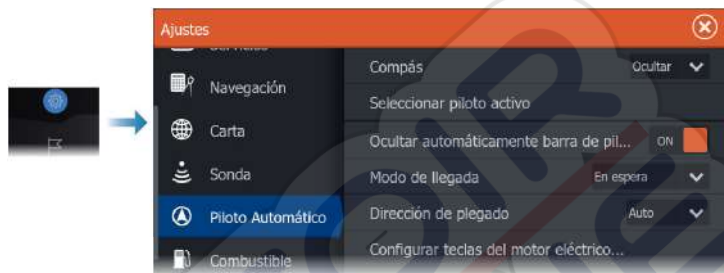 Ajustes
Servicios
Navegación
Carta
Sonda
Piloto Automático
Combustible
Compás
Ocultar
Seleccionar piloto activo
Ocultar automáticamente barra de pil...
ON
Modo de llegada
En espera
Dirección de plegado
Auto
Configurar teclas del motor eléctrico...